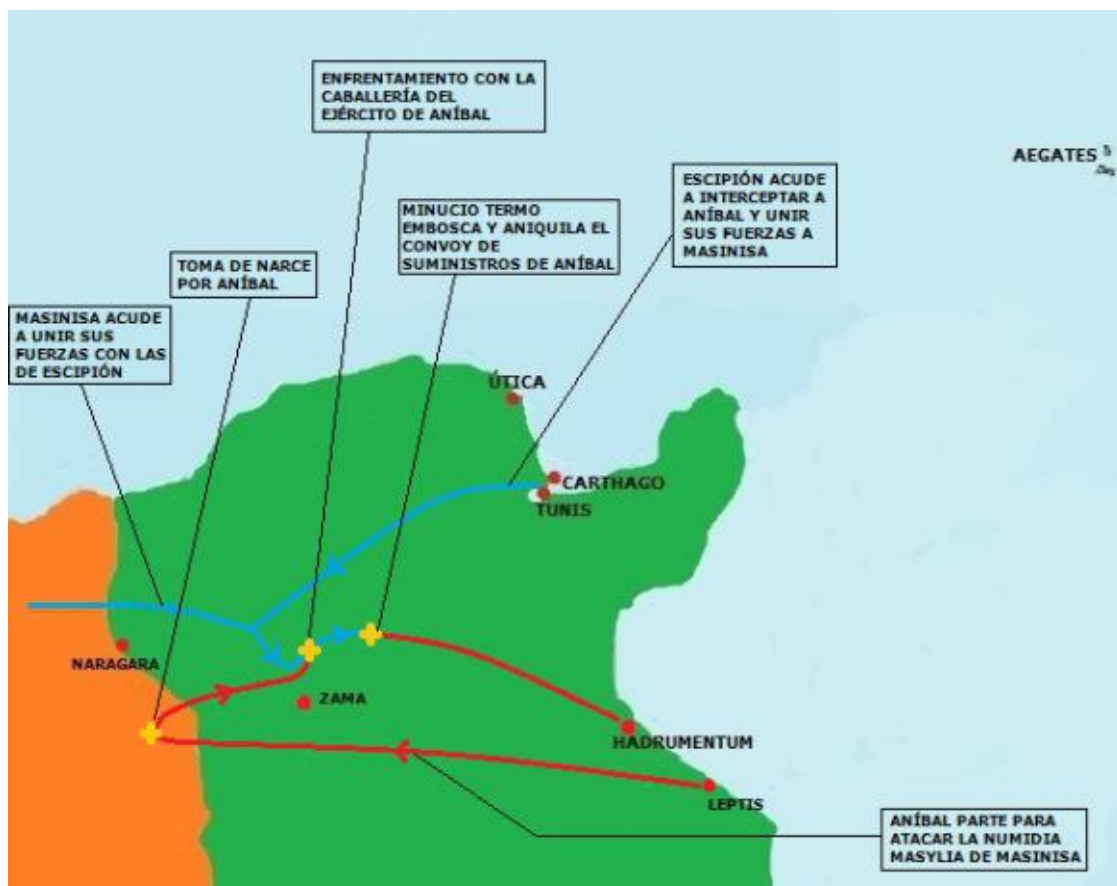 ENFRENTAMIENTO CON LA
CABALLERÍA DEL
EJÉRCITO DE ANÍBAL
AEGATES
ESCIPIÓN ACUDE
A INTERCEPTAR A
ANÍBAL Y UNIR
SUS FUERZAS A
MASINISA
MINUCIO TERMO
EMBOSCA Y ANIQUILA EL
CONVOY DE
SUMINISTROS DE ANÍBAL
TOMA DE NARCE
POR ANÍBAL
MASINISA ACUDE
A UNIR SUS
FUERZAS CON LAS
DE ESCIPIÓN
ÚTICA
CARTHAGO
TUNIS
NARAGARA
ZAMA
HADRUMENTUM
LEPTIS
ANÍBAL PARTE PARA
ATACAR LA NUMIDIA
MASYLIA DE MASINISA